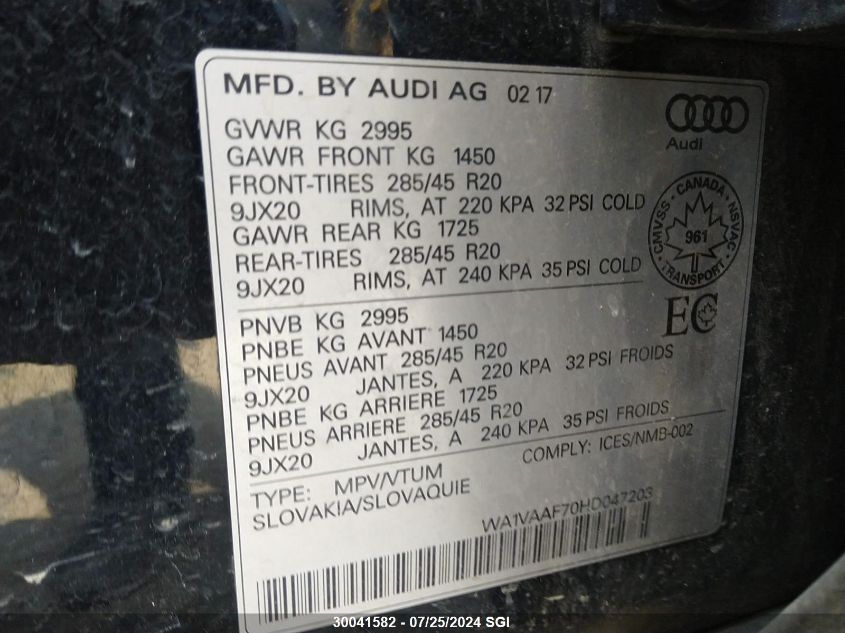 MFD. BY AUDI AG 02 17
Audi
GVWR KG 2995
GAWR FRONT KG 1450
FRONT-TIRES 285/45 R20
9JX20 RIMS, AT 220 KPA 32 PSI COLD
GAWR REAR KG 1725
REAR-TIRES 285/45 R20
9JX20 RIMS, AT 240 KPA 35 PSI COLD
CMVSS · CANADA · NSVAC
961
TRANSPORT
EC
PNVB KG 2995
PNBE KG AVANT 1450
PNEUS AVANT 285/45 R20
9JX20 JANTES, A 220 KPA 32 PSI FROIDS
PNBE KG ARRIERE 1725
PNEUS ARRIERE 285/45 R20
9JX20 JANTES, A 240 KPA 35 PSI FROIDS
TYPE: MPV/VTUM COMPLY: ICES/NMB-002
SLOVAKIA/SLOVAQUIE
WA1VAAF70HD047203
30041582 - 07/25/2024 SGI